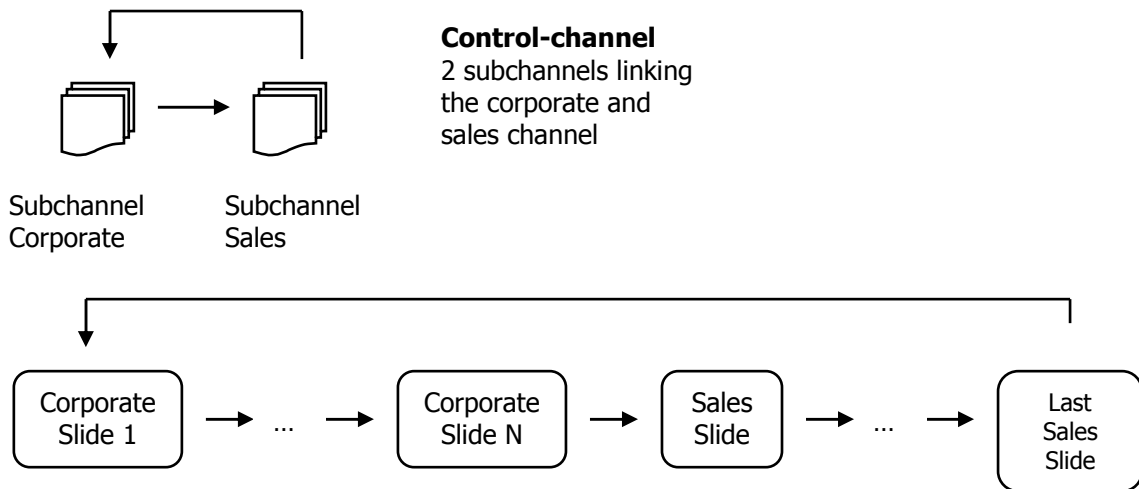 Control-channel
2 subchannels linking
the corporate and
sales channel
Subchannel
Corporate
Subchannel
Sales
Corporate
Slide 1
...
Corporate
Slide N
Sales
Slide
...
Last
Sales
Slide